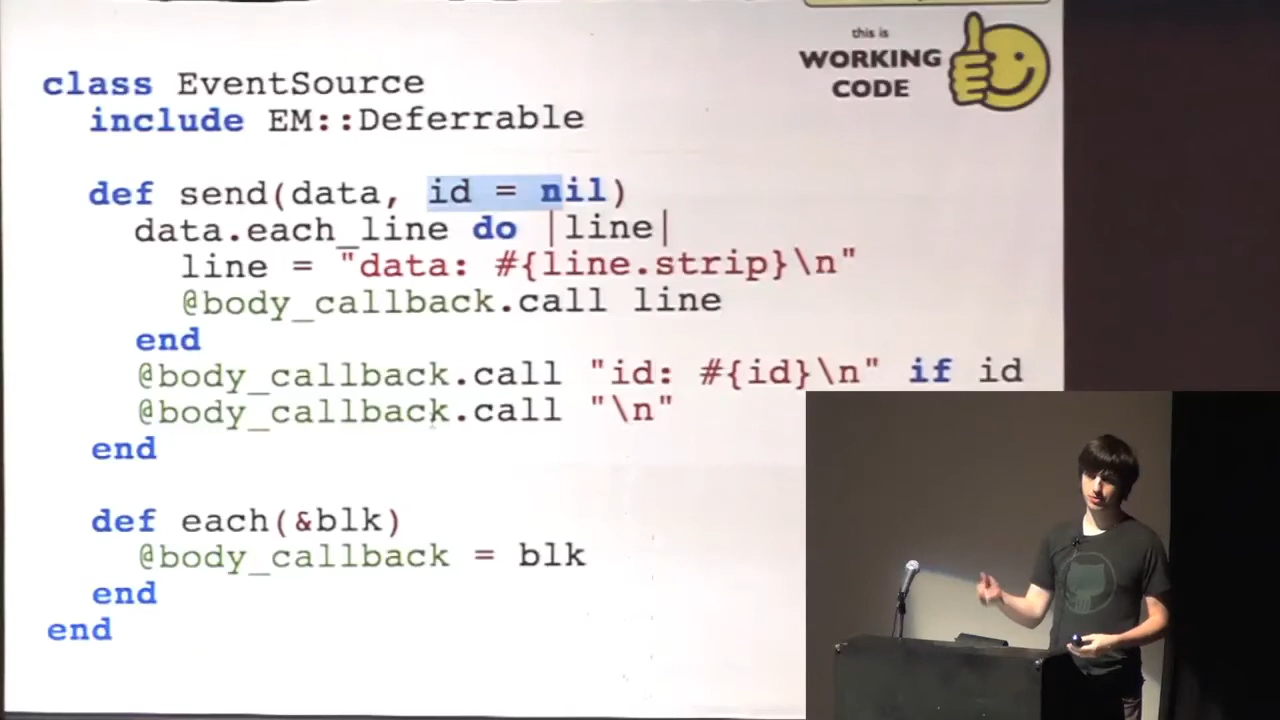 this is
WORKING
CODE
class EventSource
include EM::Deferrable
def send(data, id = nil)
data.each_line do |line|
line = "data: #{line.strip}\n"
@body_callback.call line
end
@body_callback.call "id: #{id}\n" if id
@body_callback.call "\n"
end
def each(&blk)
@body_callback = blk
end
end